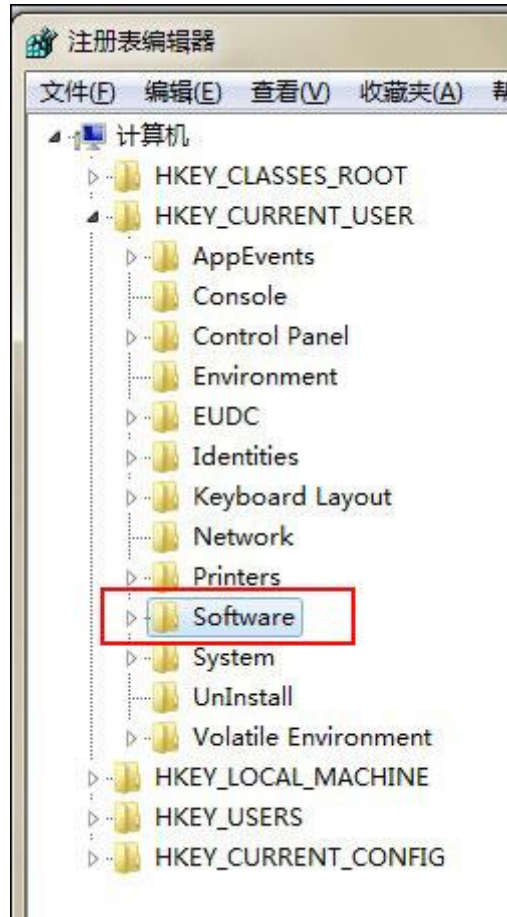 注册表编辑器
文件(F) 编辑(E) 查看(V) 收藏夹(A)
计算机
HKEY_CLASSES_ROOT
HKEY_CURRENT_USER
AppEvents
Console
Control Panel
Environment
EUDC
Identities
Keyboard Layout
Network
Printers
Software
System
UnInstall
Volatile Environment
HKEY_LOCAL_MACHINE
HKEY_USERS
HKEY_CURRENT_CONFIG